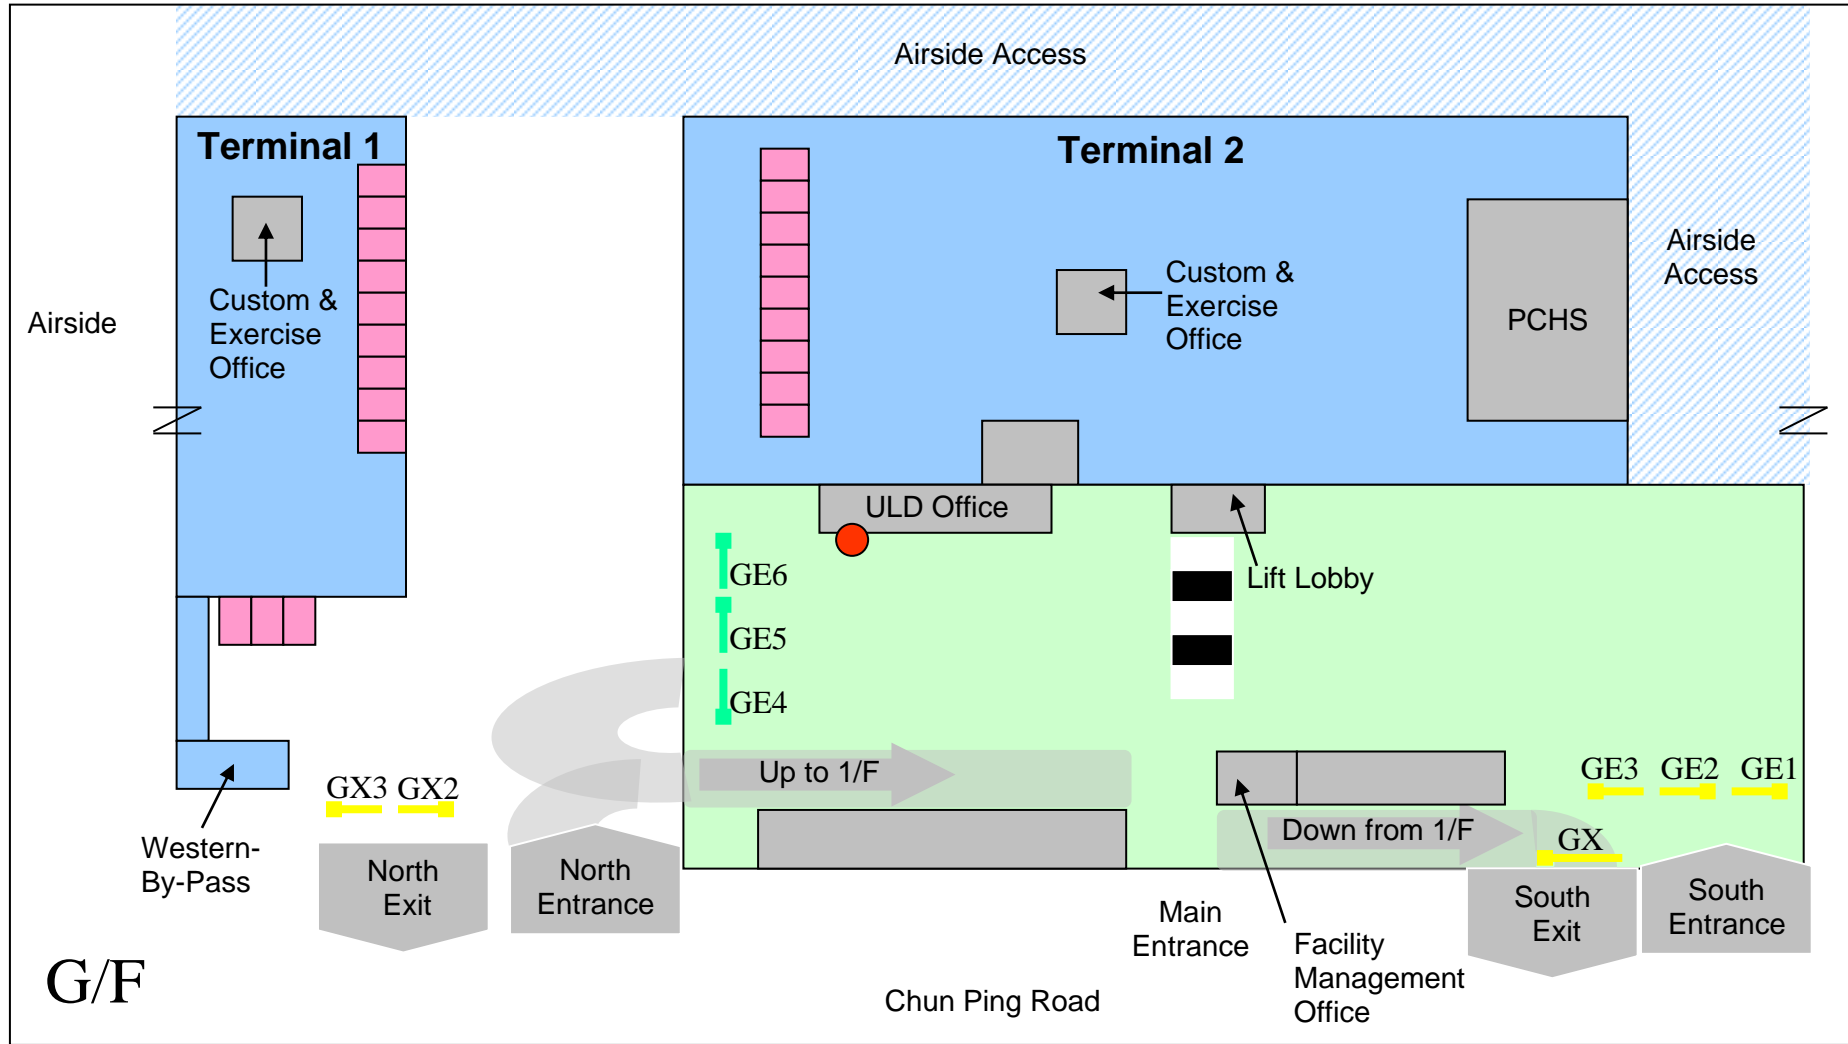 Airside Access
Terminal 1
Terminal 2
Custom &
Exercise
Office
Custom &
Exercise
Office
PCHS
Airside
Access
Airside
ULD Office
GE6
Lift Lobby
GE5
GE4
Up to 1/F
GX3
GX2
GE3
GE2
GE1
Down from 1/F
GX
Western-
By-Pass
North
Exit
North
Entrance
Main
Entrance
Facility
Management
Office
South
Exit
South
Entrance
G/F
Chun Ping Road